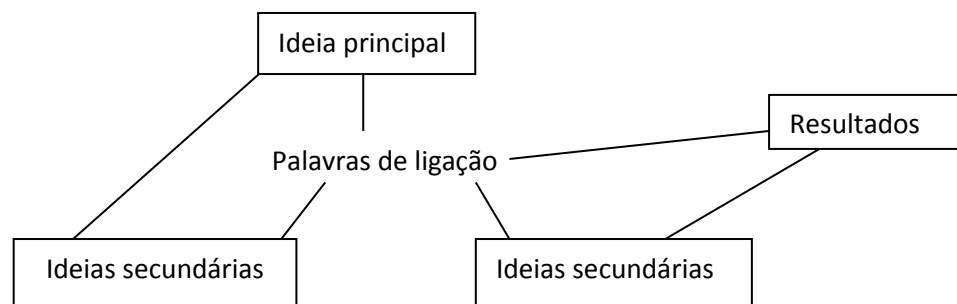 Ideia principal
Resultados
Palavras de ligação
Ideias secundárias
Ideias secundárias